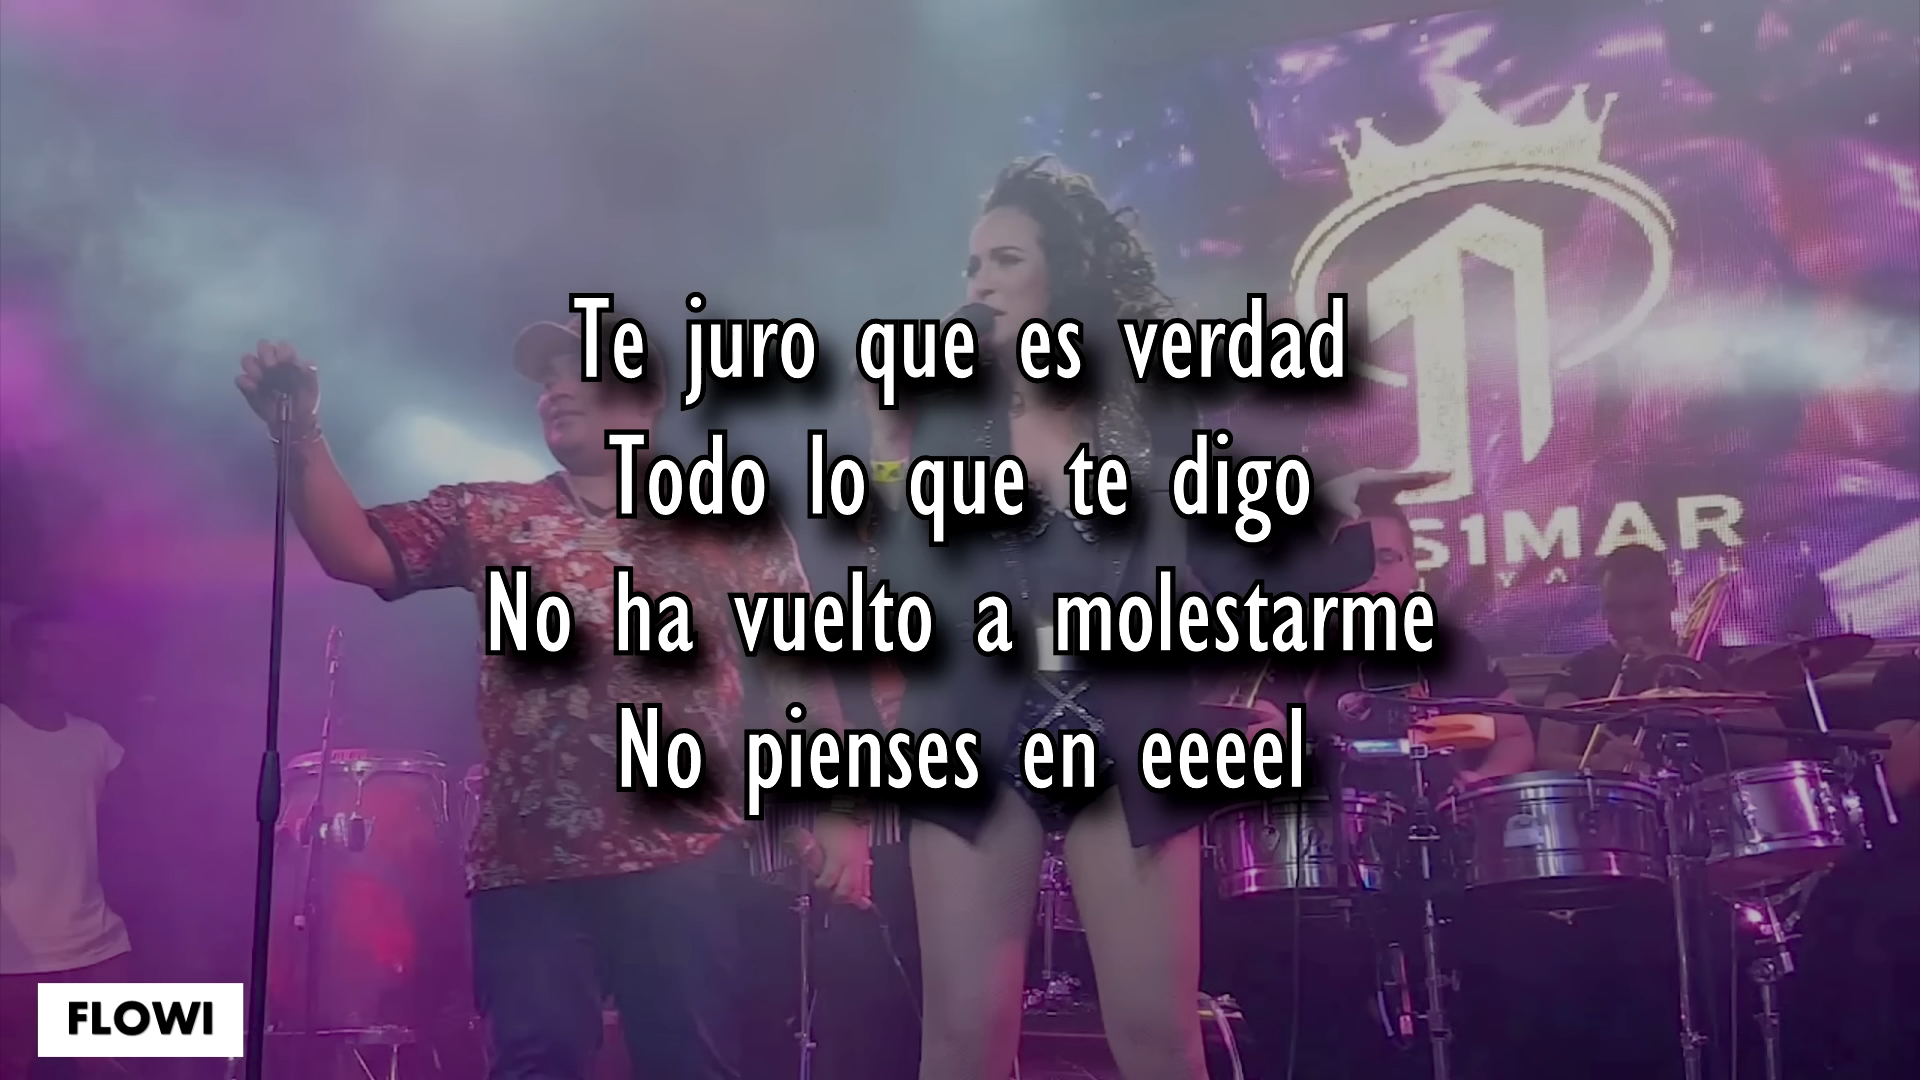 Te juro que es verdad
Todo lo que te digo
No ha vuelto a molestarme
No pienses en eeeel
S1MAR
FLOWI